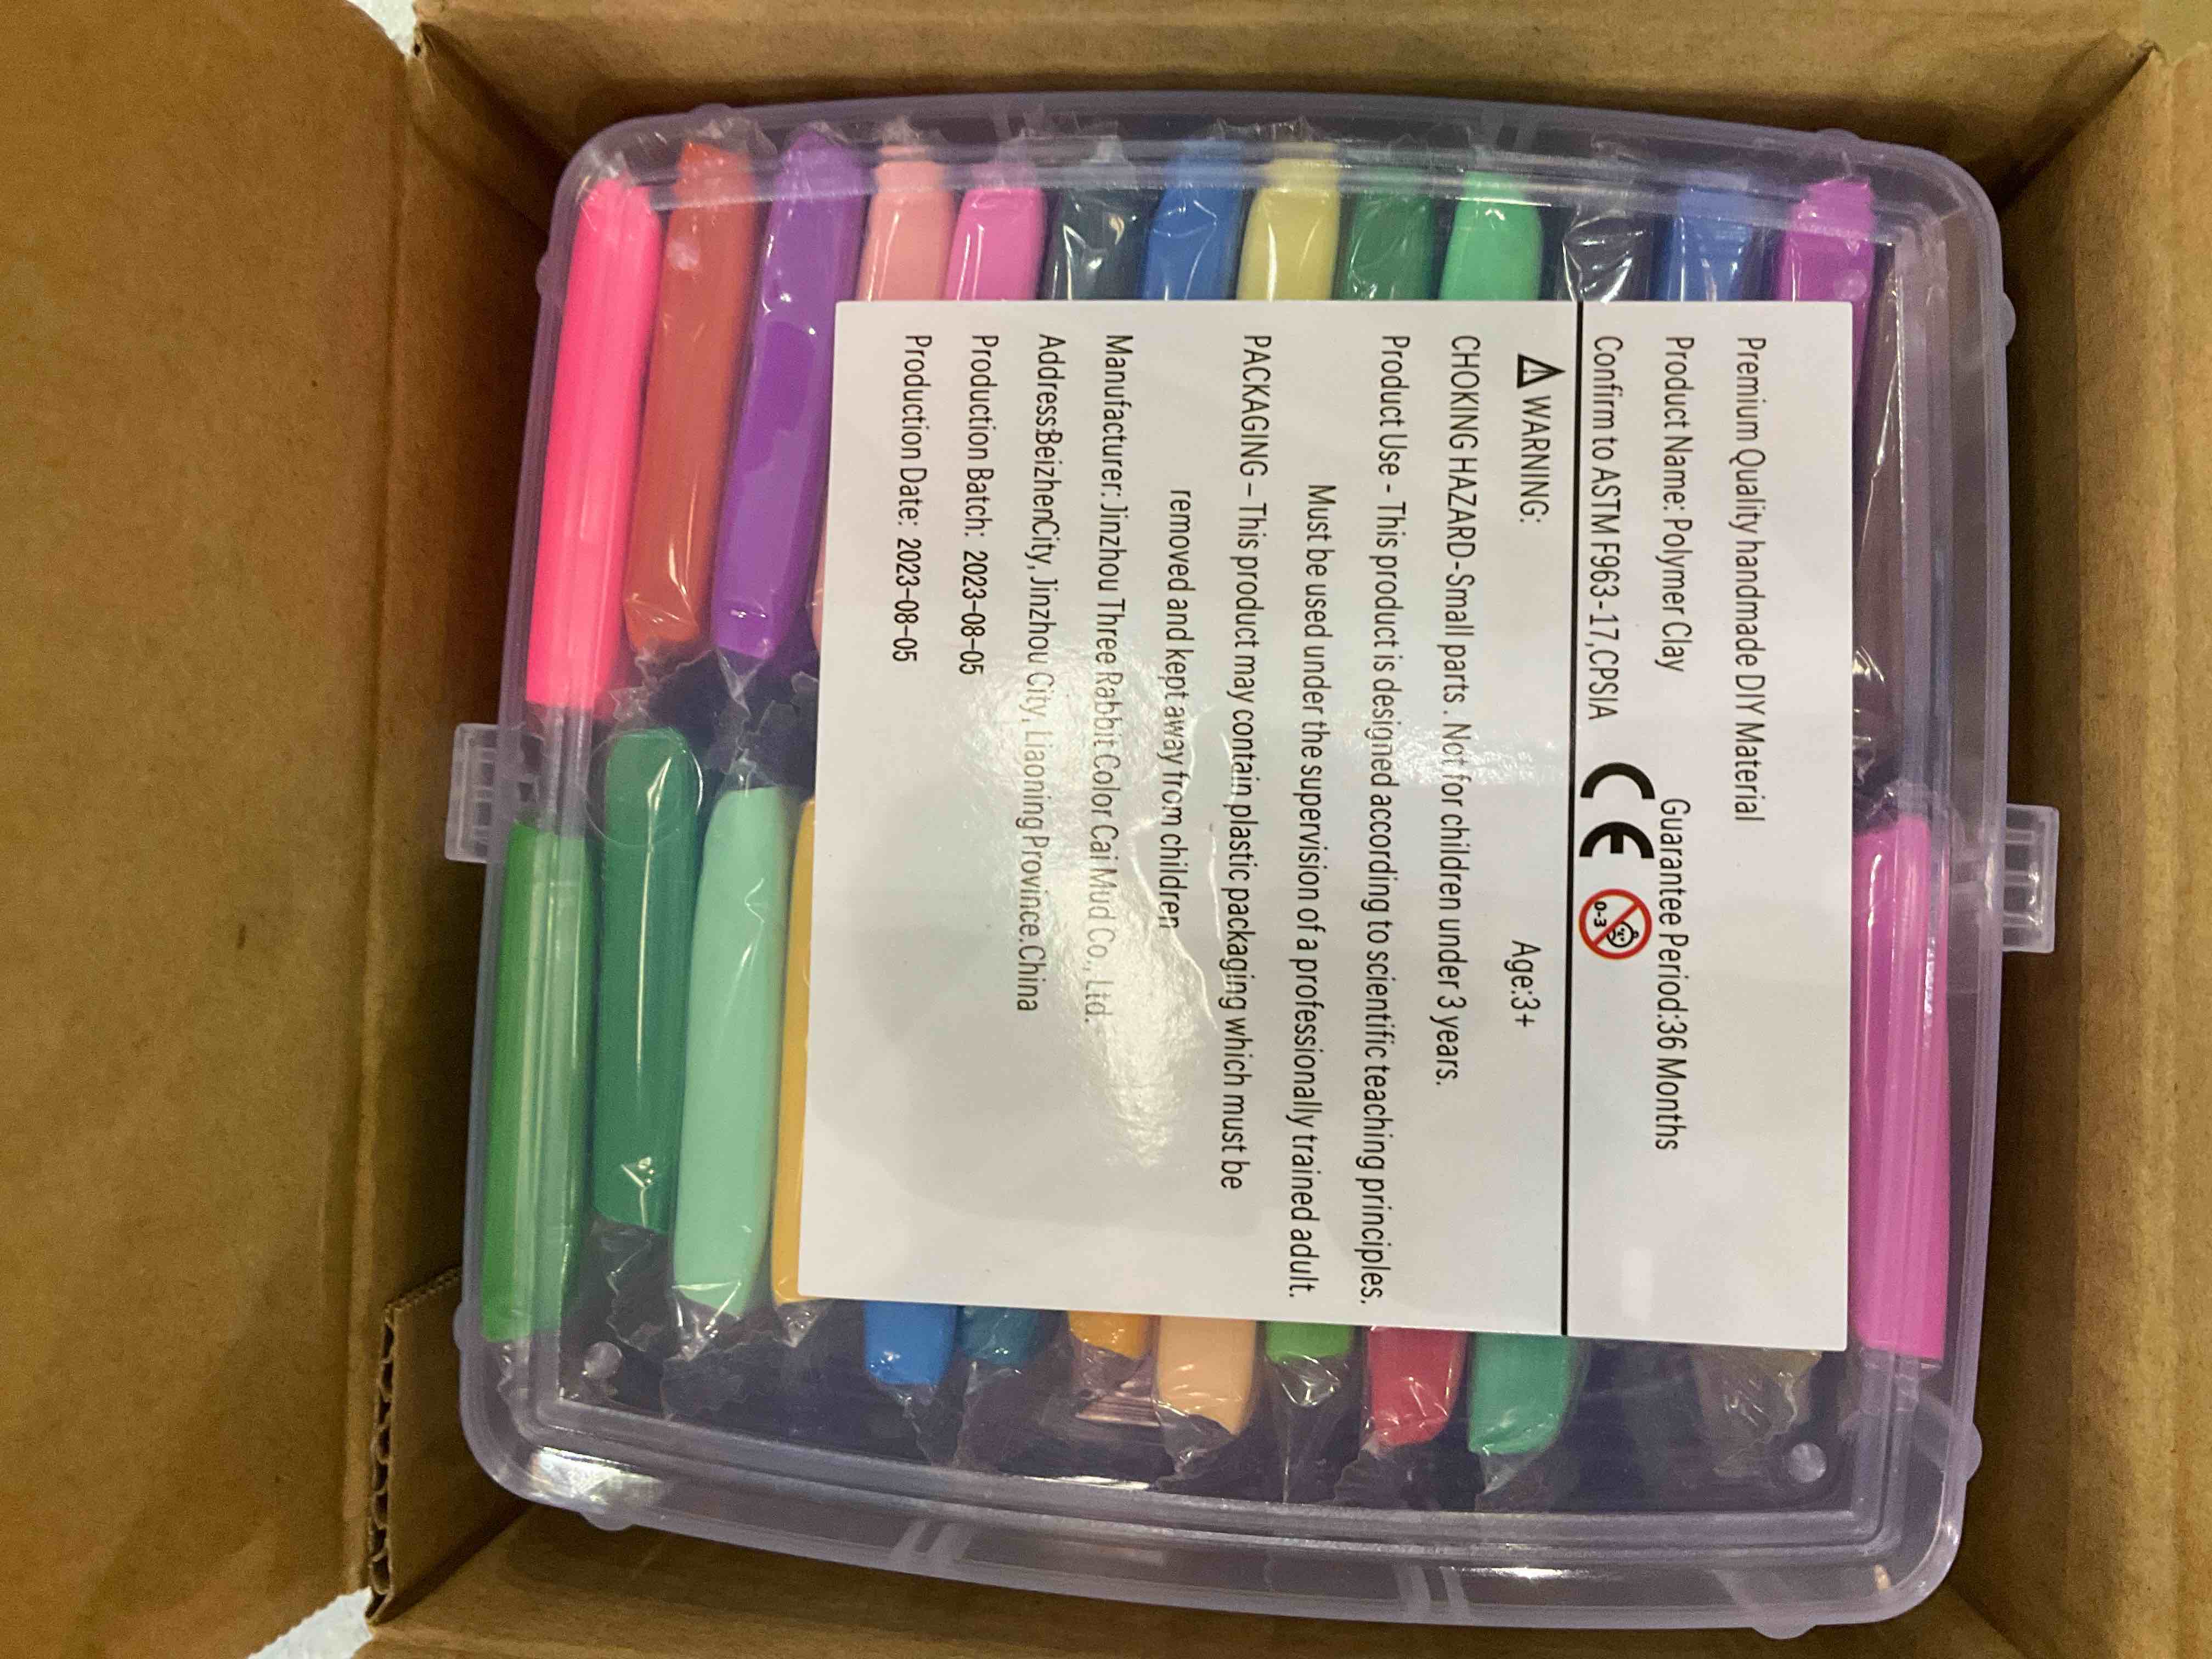 Premium Quality handmade DIY Material
Product Name: Polymer Clay Guarantee Period:36 Months
Confirm to ASTM F963-17,CPSIA CE 0-3
WARNING: Age:3+
CHOKING HAZARD-Small parts. Not for children under 3 years.
Product Use - This product is designed according to scientific teaching principles.
Must be used under the supervision of a professionally trained adult.
PACKAGING – This product may contain plastic packaging which must be
removed and kept away from children
Manufacturer: Jinzhou Three Rabbit Color Cai Mud Co., Ltd.
Address:BeizhenCity, Jinzhou City, Liaoning Province.China
Production Batch: 2023-08-05
Production Date: 2023-08-05